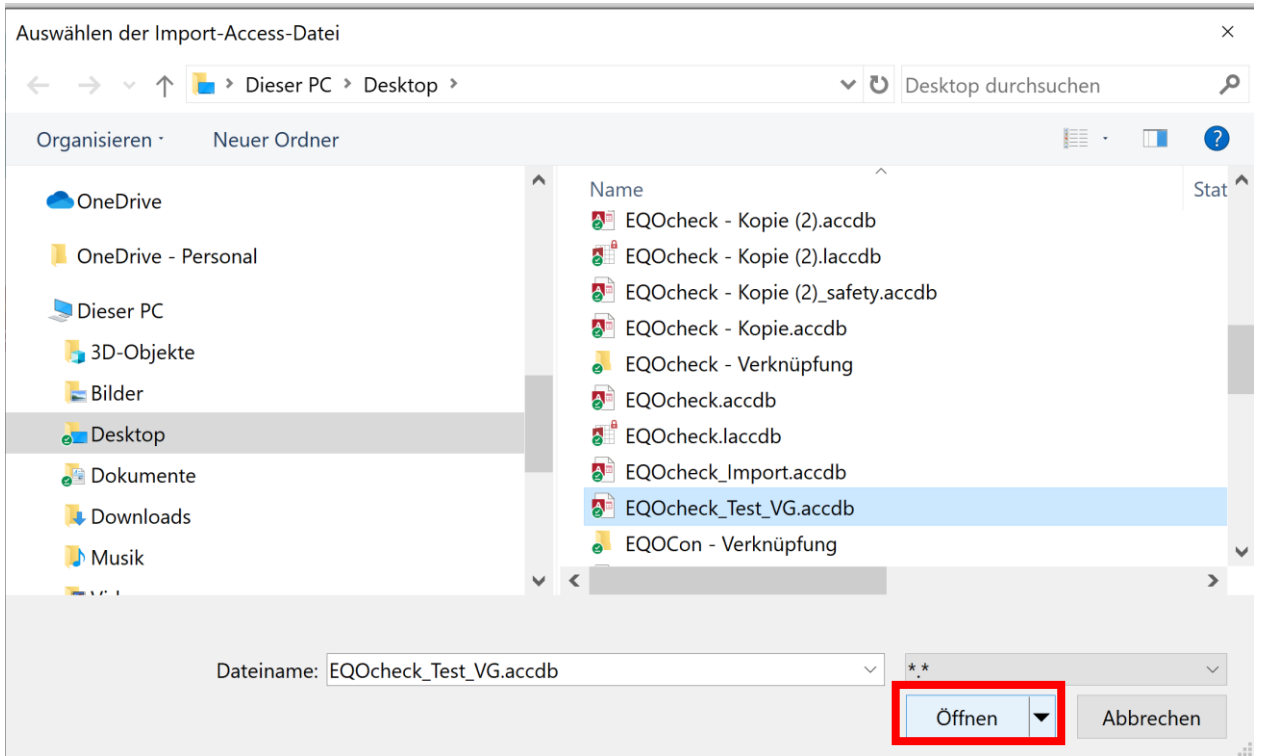 Auswählen der Import-Access-Datei
Dieser PC Desktop
Desktop durchsuchen
Organisieren
Neuer Ordner
OneDrive
OneDrive - Personal
Dieser PC
3D-Objekte
Bilder
Desktop
Dokumente
Downloads
Musik
Name
Stat
EQOcheck - Kopie (2).accdb
EQOcheck - Kopie (2).laccdb
EQOcheck - Kopie (2)_safety.accdb
EQOcheck - Kopie.accdb
EQOcheck - Verknüpfung
EQOcheck.accdb
EQOcheck.laccdb
EQOcheck_Import.accdb
EQOcheck_Test_VG.accdb
EQOCon - Verknüpfung
Dateiname: EQOcheck_Test_VG.accdb
*.*
Öffnen
Abbrechen